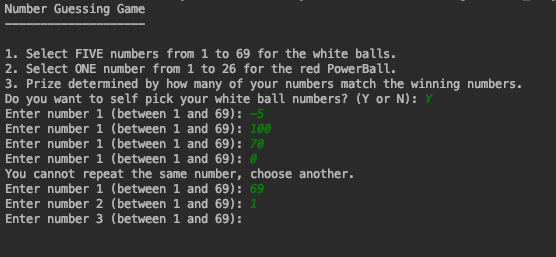 Number Guessing Game
--------------------
1. Select FIVE numbers from 1 to 69 for the white balls.
2. Select ONE number from 1 to 26 for the red PowerBall.
3. Prize determined by how many of your numbers match the winning numbers.
Do you want to self pick your white ball numbers? (Y or N): Y
Enter number 1 (between 1 and 69): -5
Enter number 1 (between 1 and 69): 100
Enter number 1 (between 1 and 69): 70
Enter number 1 (between 1 and 69): 0
You cannot repeat the same number, choose another.
Enter number 1 (between 1 and 69): 69
Enter number 2 (between 1 and 69): 1
Enter number 3 (between 1 and 69):